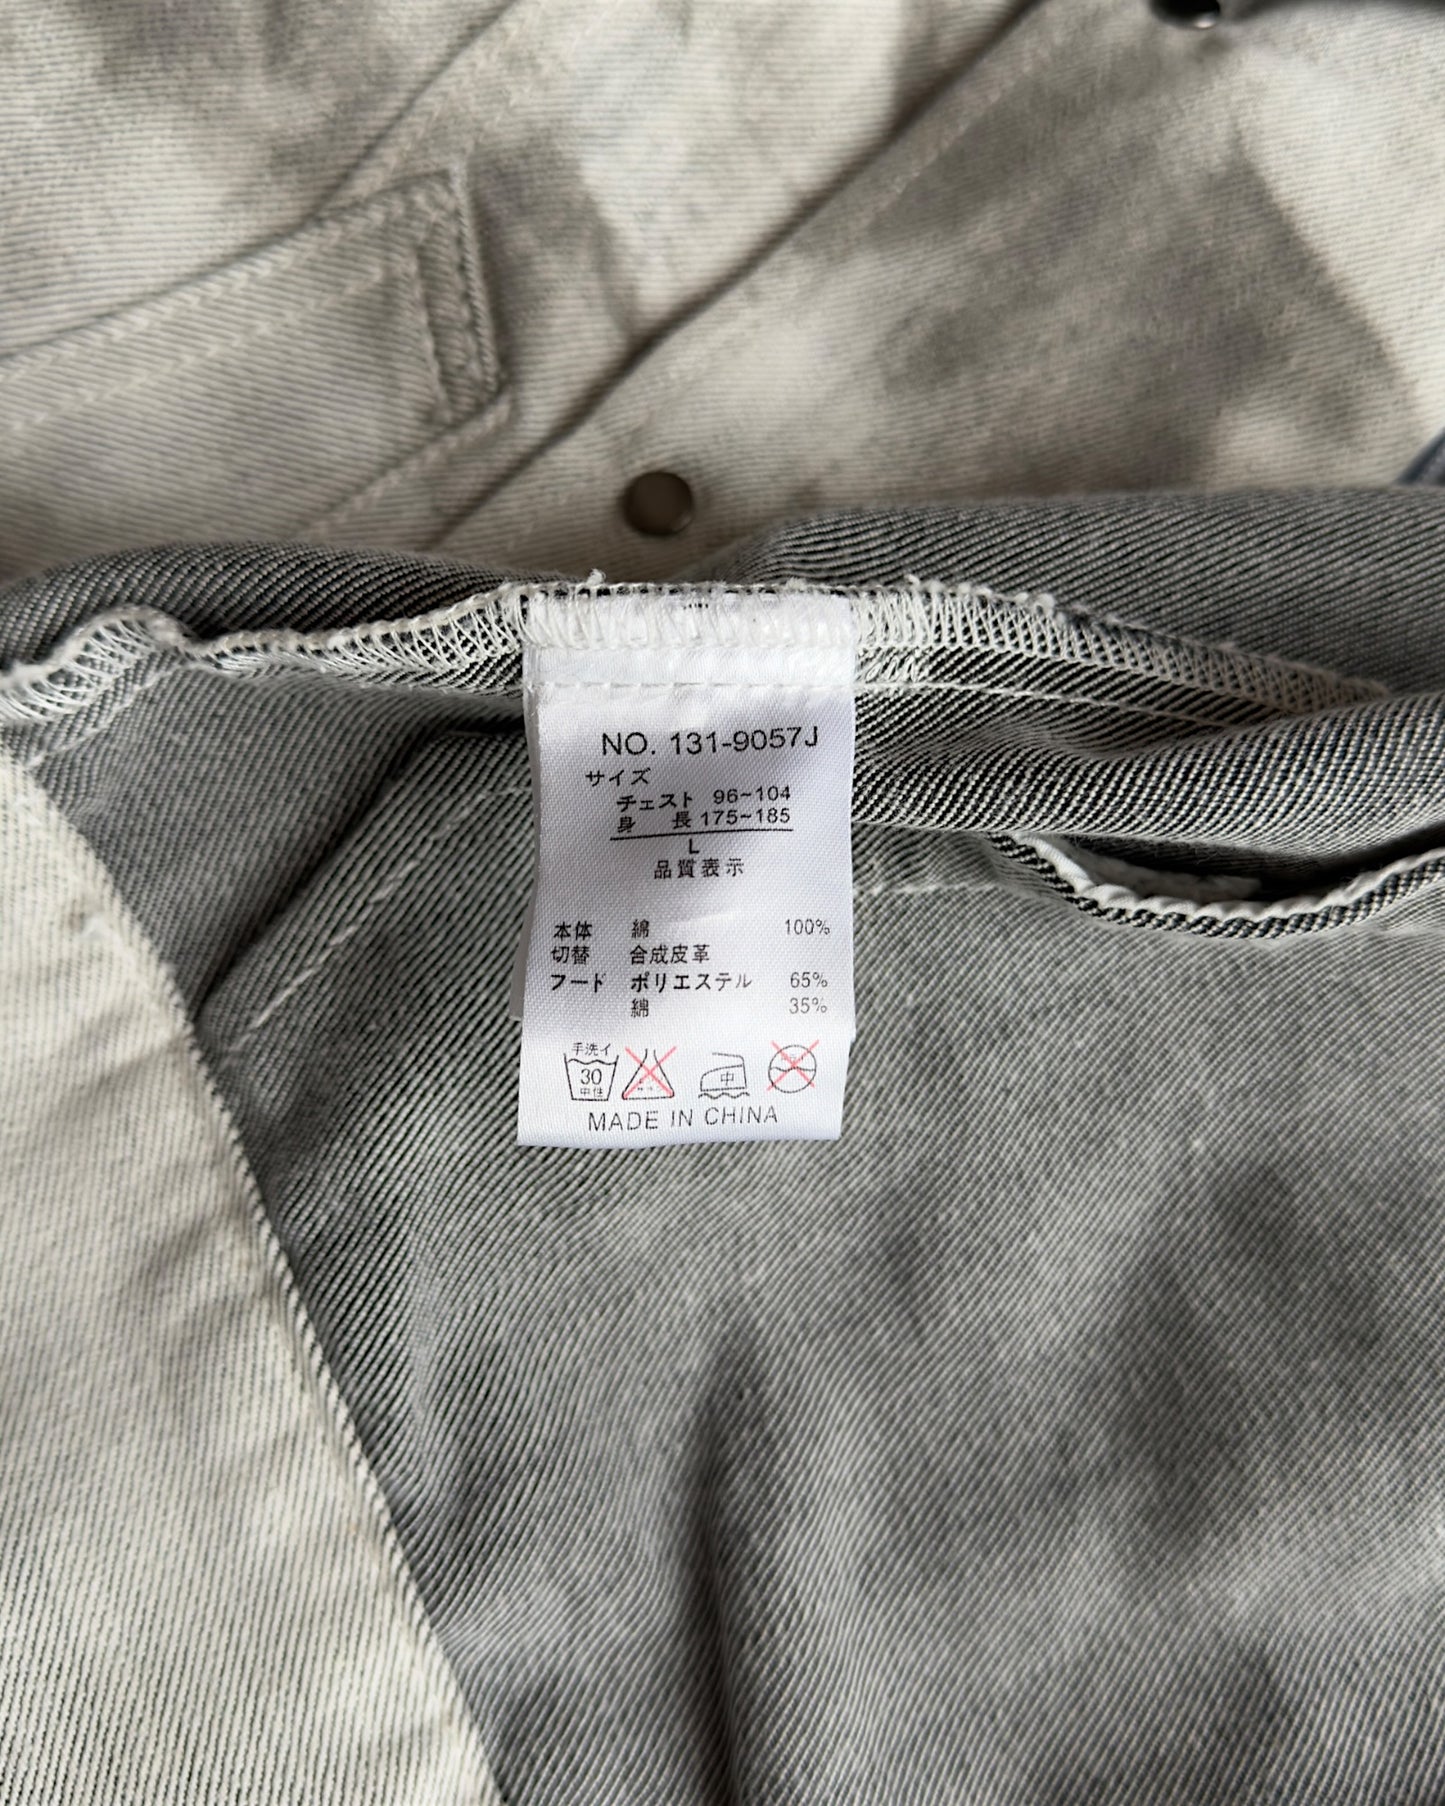 NO. 131-9057J
サイズ
チェスト 96~104
身 長 175~185
L
品質表示
本体 綿 100%
切替 合成皮革
フード ポリエステル 65%
綿 35%
手洗イ
30
中性
中
MADE IN CHINA